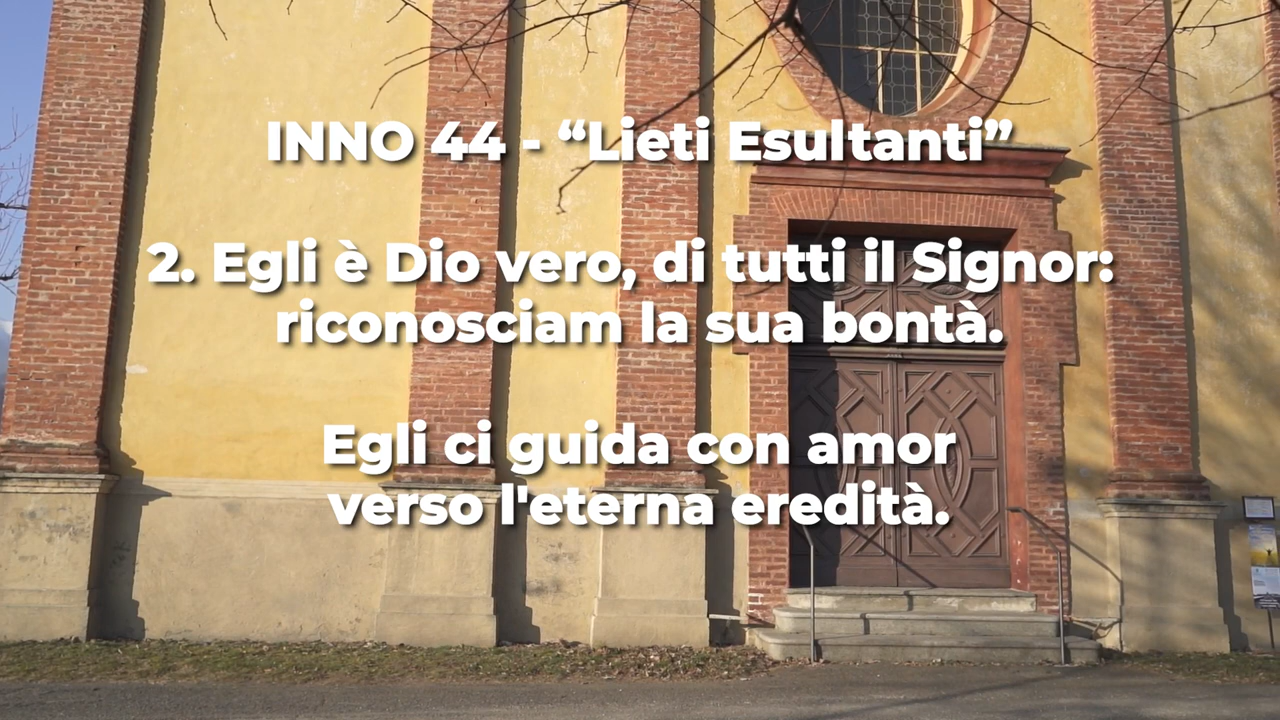 INNO 44 - “Lieti Esultanti”
2. Egli è Dio vero, di tutti il Signor:
riconosciam la sua bontà.
Egli ci guida con amor
verso l'eterna eredità.